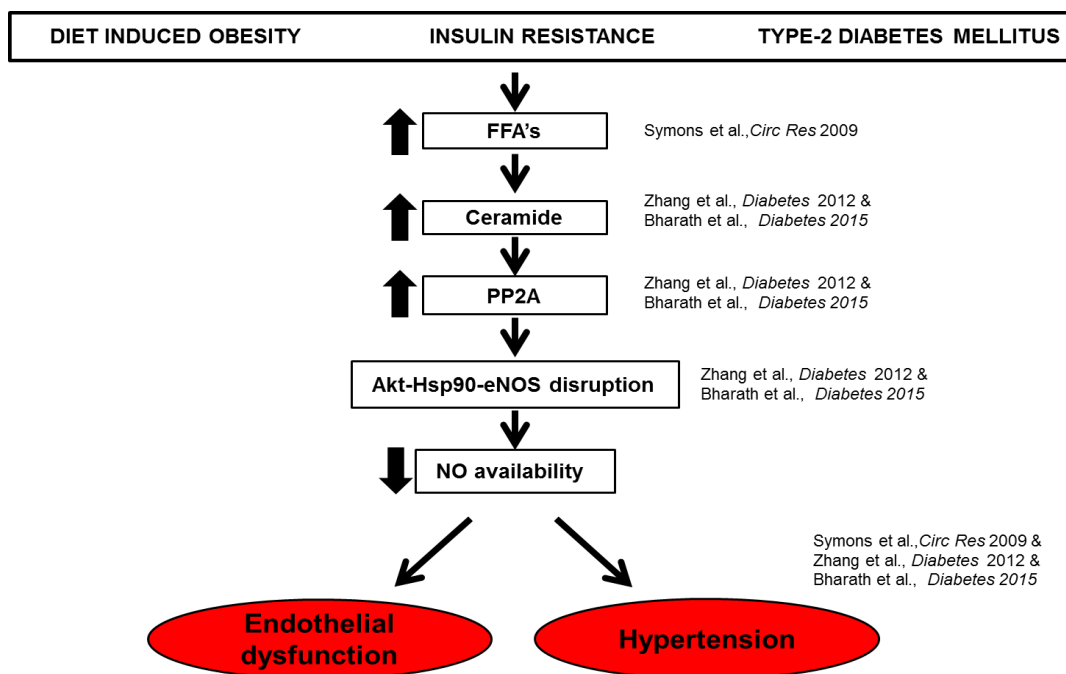 DIET INDUCED OBESITY INSULIN RESISTANCE TYPE-2 DIABETES MELLITUS
FFA's
Symons et al.,Circ Res 2009
Ceramide
Zhang et al., Diabetes 2012 &
Bharath et al., Diabetes 2015
PP2A
Zhang et al., Diabetes 2012 &
Bharath et al., Diabetes 2015
Akt-Hsp90-eNOS disruption
Zhang et al., Diabetes 2012 &
Bharath et al., Diabetes 2015
NO availability
Symons et al.,Circ Res 2009 &
Zhang et al., Diabetes 2012 &
Bharath et al., Diabetes 2015
Endothelial
dysfunction
Hypertension